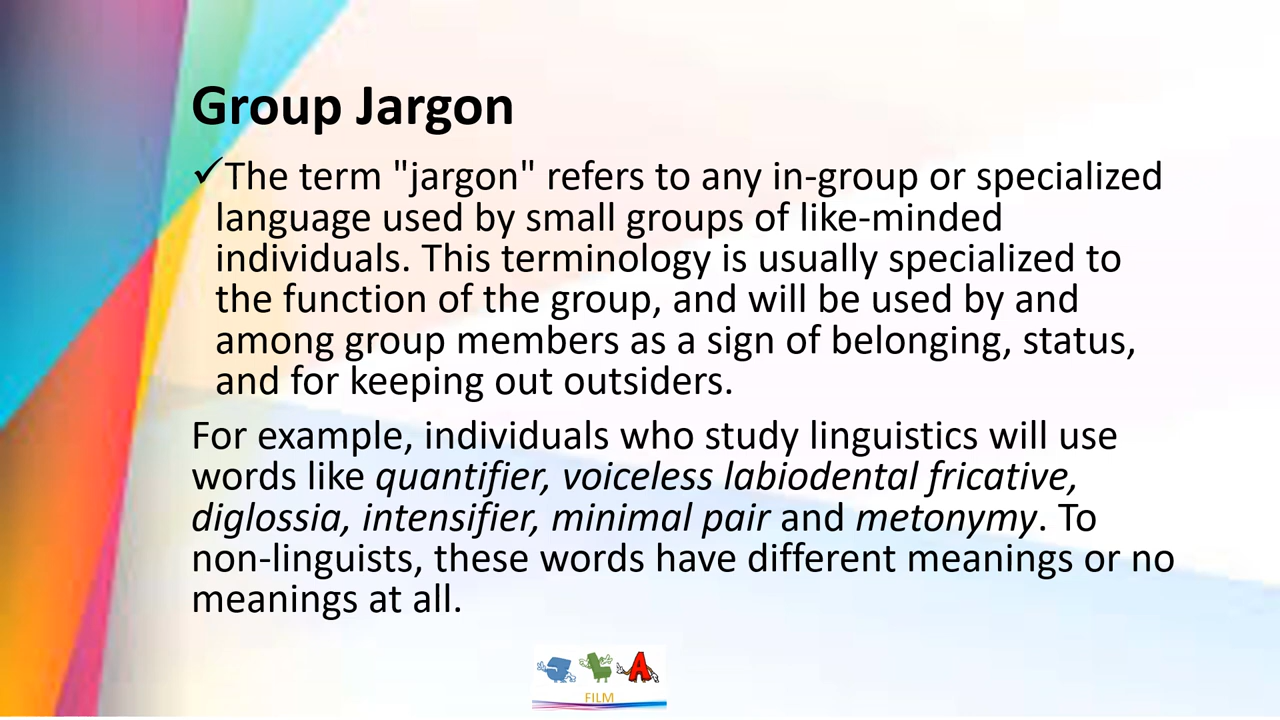 Group Jargon
✓The term "jargon" refers to any in-group or specialized
language used by small groups of like-minded
individuals. This terminology is usually specialized to
the function of the group, and will be used by and
among group members as a sign of belonging, status,
and for keeping out outsiders.
For example, individuals who study linguistics will use
words like quantifier, voiceless labiodental fricative,
diglossia, intensifier, minimal pair and metonymy. To
non-linguists, these words have different meanings or no
meanings at all.
A
FILM